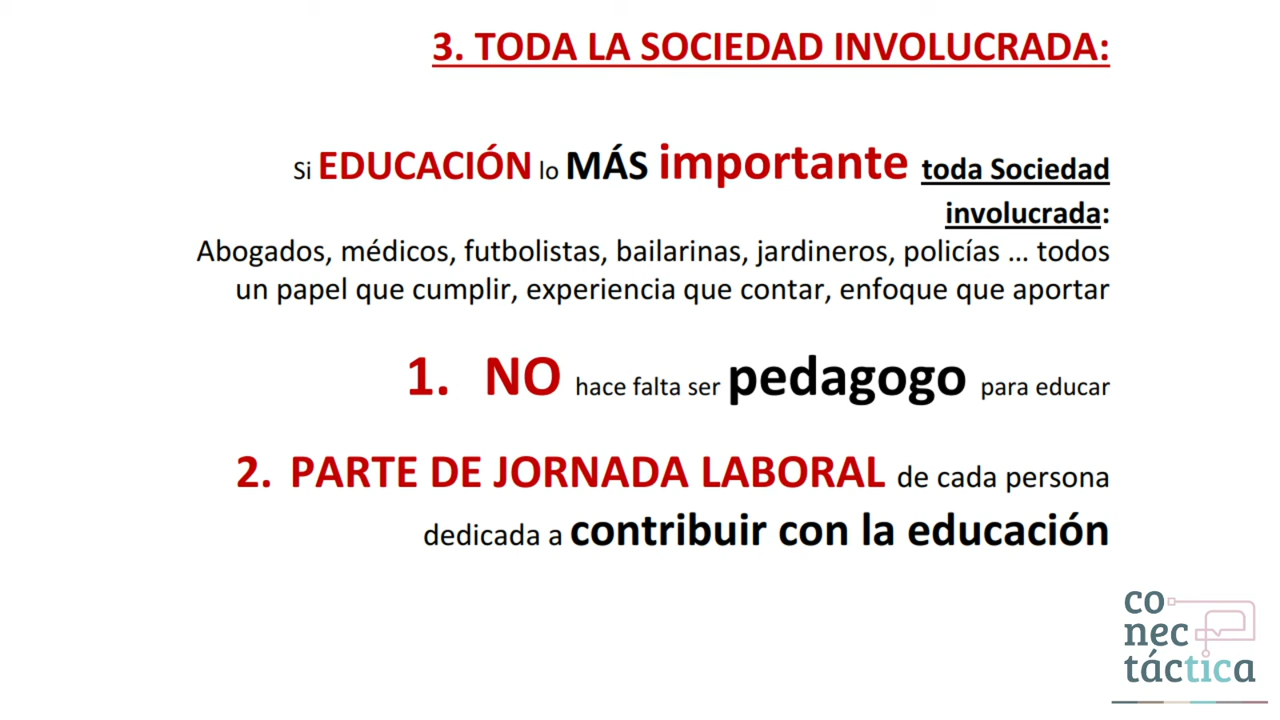 3. TODA LA SOCIEDAD INVOLUCRADA:
Si EDUCACIÓN lo MÁS importante toda Sociedad
involucrada:
Abogados, médicos, futbolistas, bailarinas, jardineros, policías ... todos
un papel que cumplir, experiencia que contar, enfoque que aportar
1. NO hace falta ser pedagogo para educar
2. PARTE DE JORNADA LABORAL de cada persona
dedicada a contribuir con la educación
co
nec
táctica